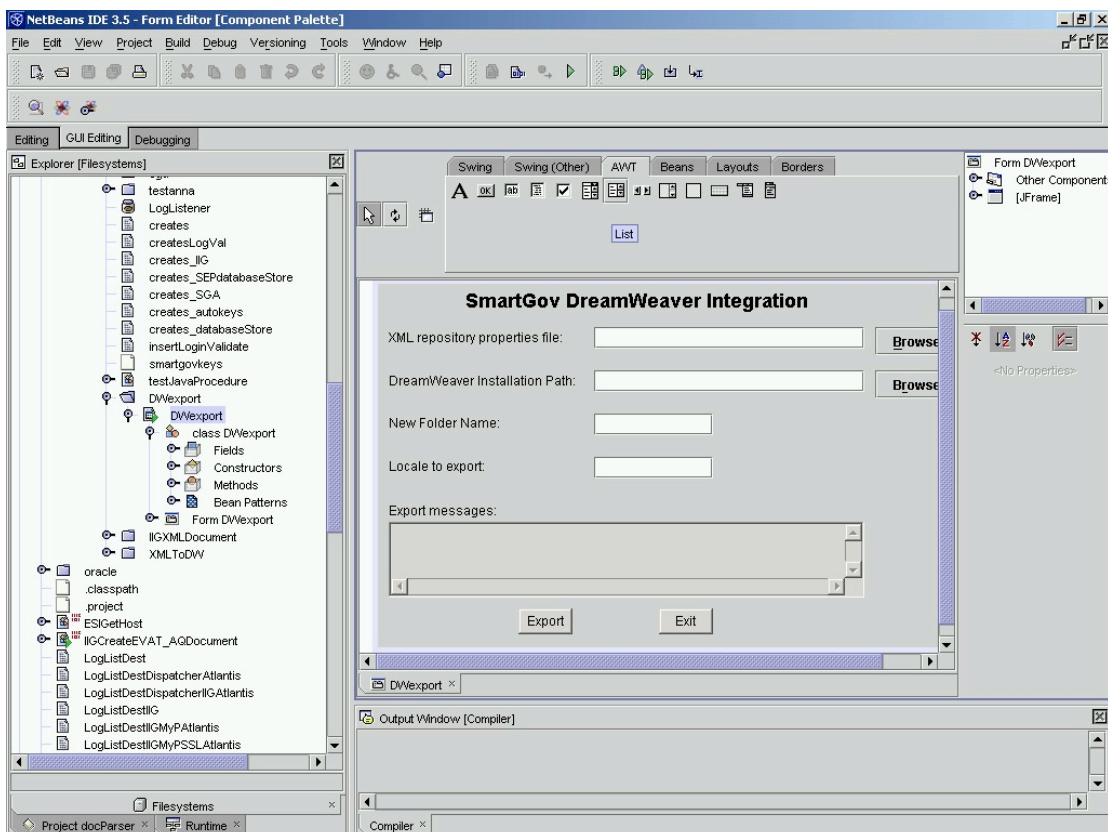 NetBeans IDE 3.5 - Form Editor [Component Palette]
File Edit View Project Build Debug Versioning Tools Window Help
Editing GUI Editing Debugging
Explorer [Filesystems]
testanna
LogListener
creates
createsLogVal
creates_IIG
creates_SEPdatabaseStore
creates_SGA
creates_autokeys
creates_databaseStore
insertLoginValidate
smartgovkeys
testJavaProcedure
DWexport
DWexport
class DWexport
Fields
Constructors
Methods
Bean Patterns
Form DWexport
IIGXMLDocument
XMLToDW
oracle
.classpath
.project
ESIGetHost
IIGCreateEVAT_AQDocument
LogListDest
LogListDestDispatcherAtlantis
LogListDestDispatcherIIGAtlantis
LogListDestIIG
LogListDestIIGMyPAtlantis
LogListDestIIGMyPSSLAtlantis
Filesystems
Project docParser Runtime
Swing Swing (Other) AWT Beans Layouts Borders
A OK ab
List
SmartGov DreamWeaver Integration
XML repository properties file:
Browse
DreamWeaver Installation Path:
Browse
New Folder Name:
Locale to export:
Export messages:
Export Exit
DWexport
Output Window [Compiler]
Compiler
Form DWexport
Other Component
[JFrame]
<No Properties>